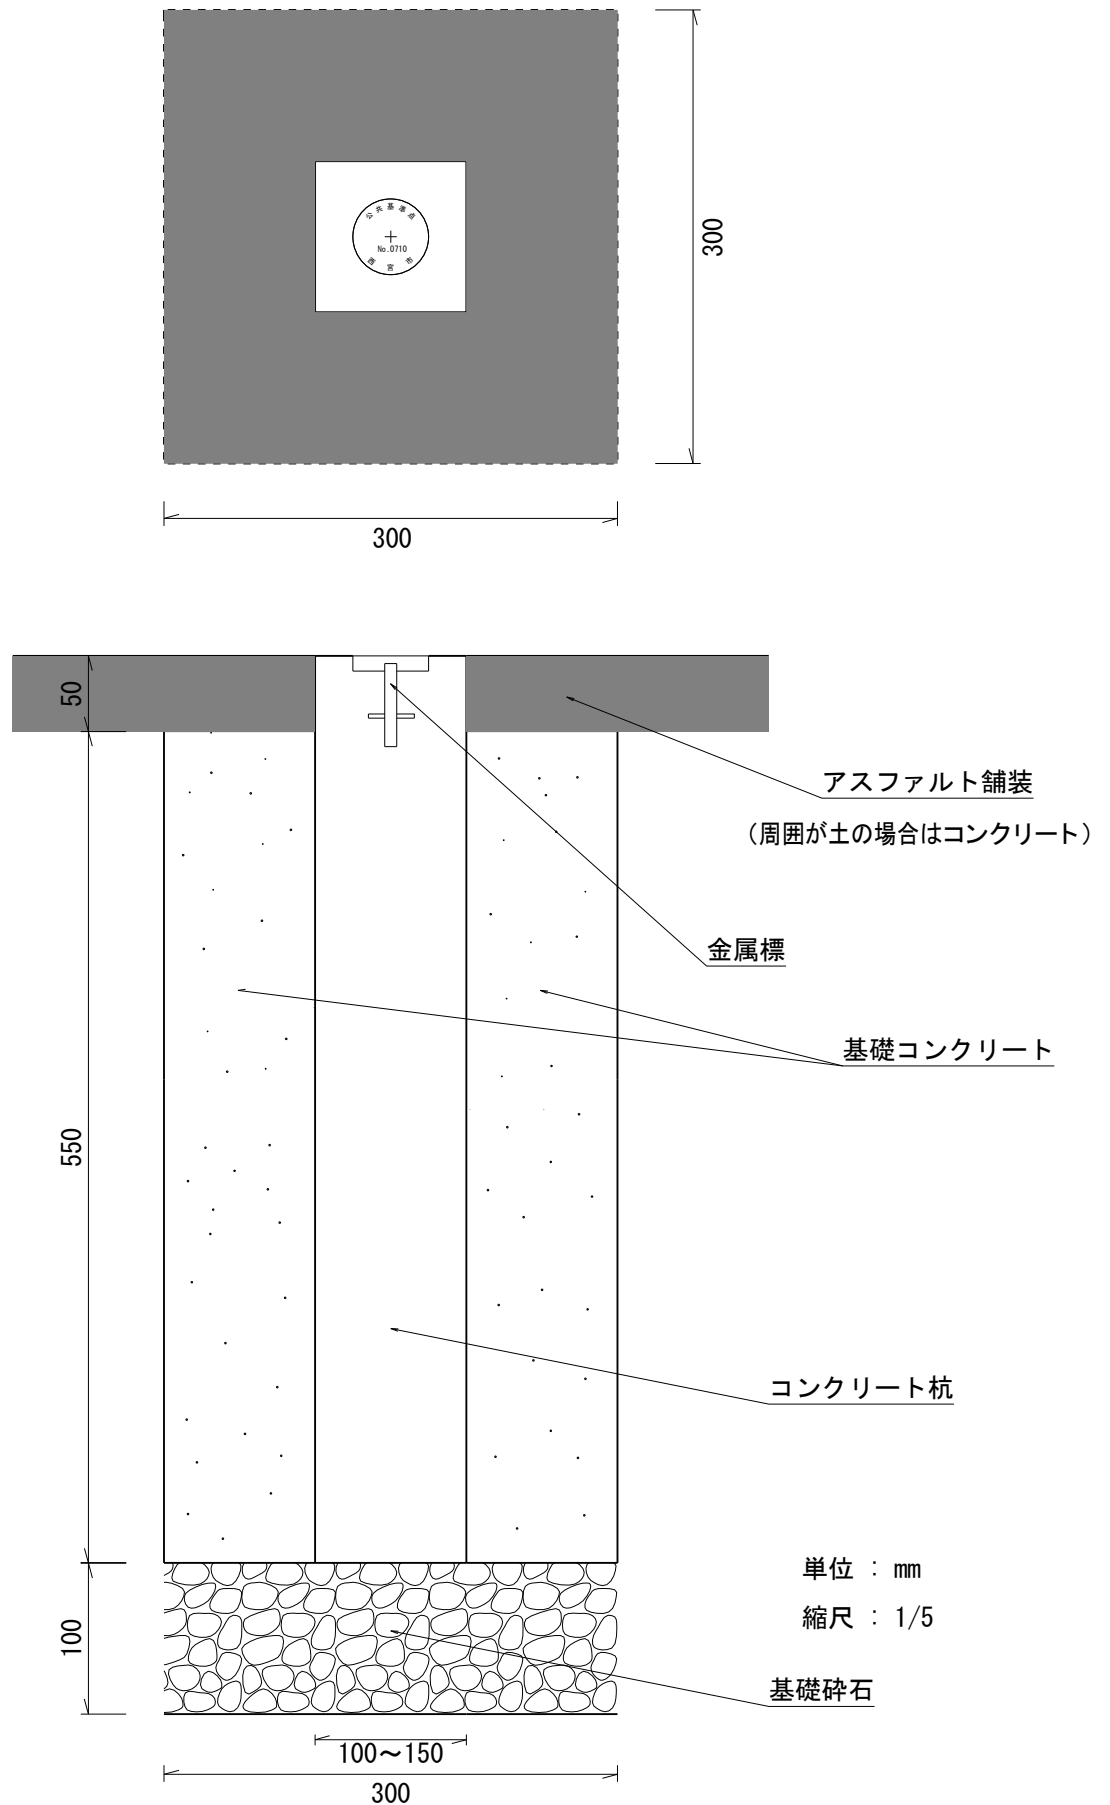 公共基準点
No.0710
西宮市
300
300
50
アスファルト舗装
(周囲が土の場合はコンクリート)
金属標
基礎コンクリート
550
コンクリート杭
単位 : mm
縮尺 : 1/5
100
基礎砕石
100~150
300